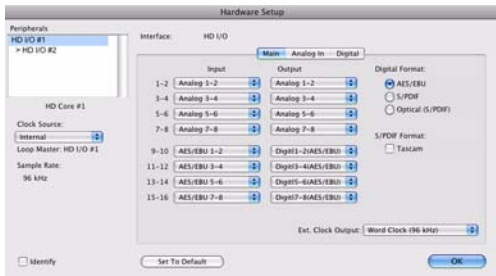 Hardware Setup
Peripherals
HD I/O #1
> HD I/O #2
HD Core #1
Clock Source:
Internal
Loop Master: HD I/O #1
Sample Rate:
96 kHz
Identify
Interface: HD I/O
Main Analog In Digital
Input Output
1-2 Analog 1-2 Analog 1-2
3-4 Analog 3-4 Analog 3-4
5-6 Analog 5-6 Analog 5-6
7-8 Analog 7-8 Analog 7-8
9-10 AES/EBU 1-2 Digitl1-2(AES/EBU)
11-12 AES/EBU 3-4 Digitl3-4(AES/EBU)
13-14 AES/EBU 5-6 Digitl5-6(AES/EBU)
15-16 AES/EBU 7-8 Digitl7-8(AES/EBU)
Digital Format:
AES/EBU
S/PDIF
Optical (S/PDIF)
S/PDIF Format:
Tascam
Ext. Clock Output: Word Clock (96 kHz)
Set To Default
OK